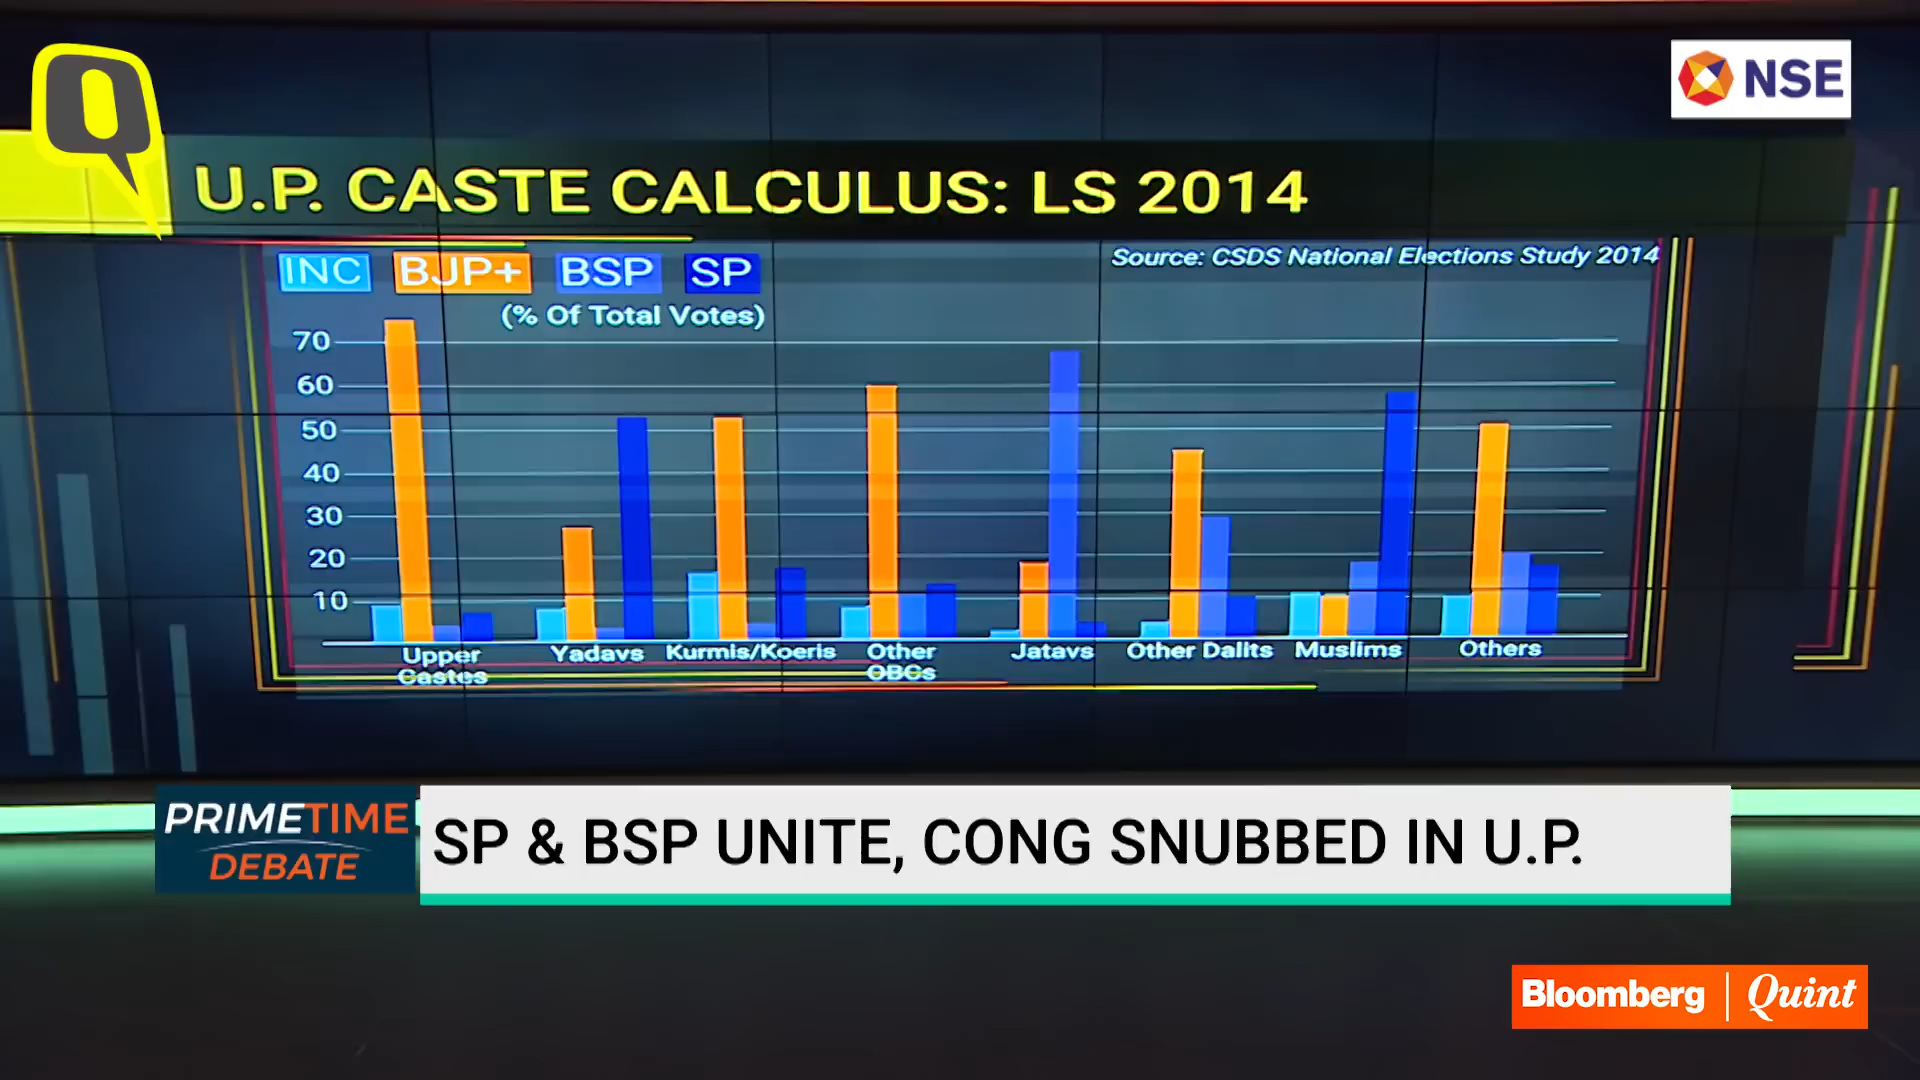 Q
NSE
U.P. CASTE CALCULUS: LS 2014
INC BJP+ BSP SP
Source: CSDS National Elections Study 2014
(% Of Total Votes)
70
60
50
40
30
20
10
Upper Castes
Yadavs
Kurmis/Koeris
Other OBCs
Jatavs
Other Dalits
Muslims
Others
PRIMETIME
DEBATE
SP & BSP UNITE, CONG SNUBBED IN U.P.
Bloomberg | Quint